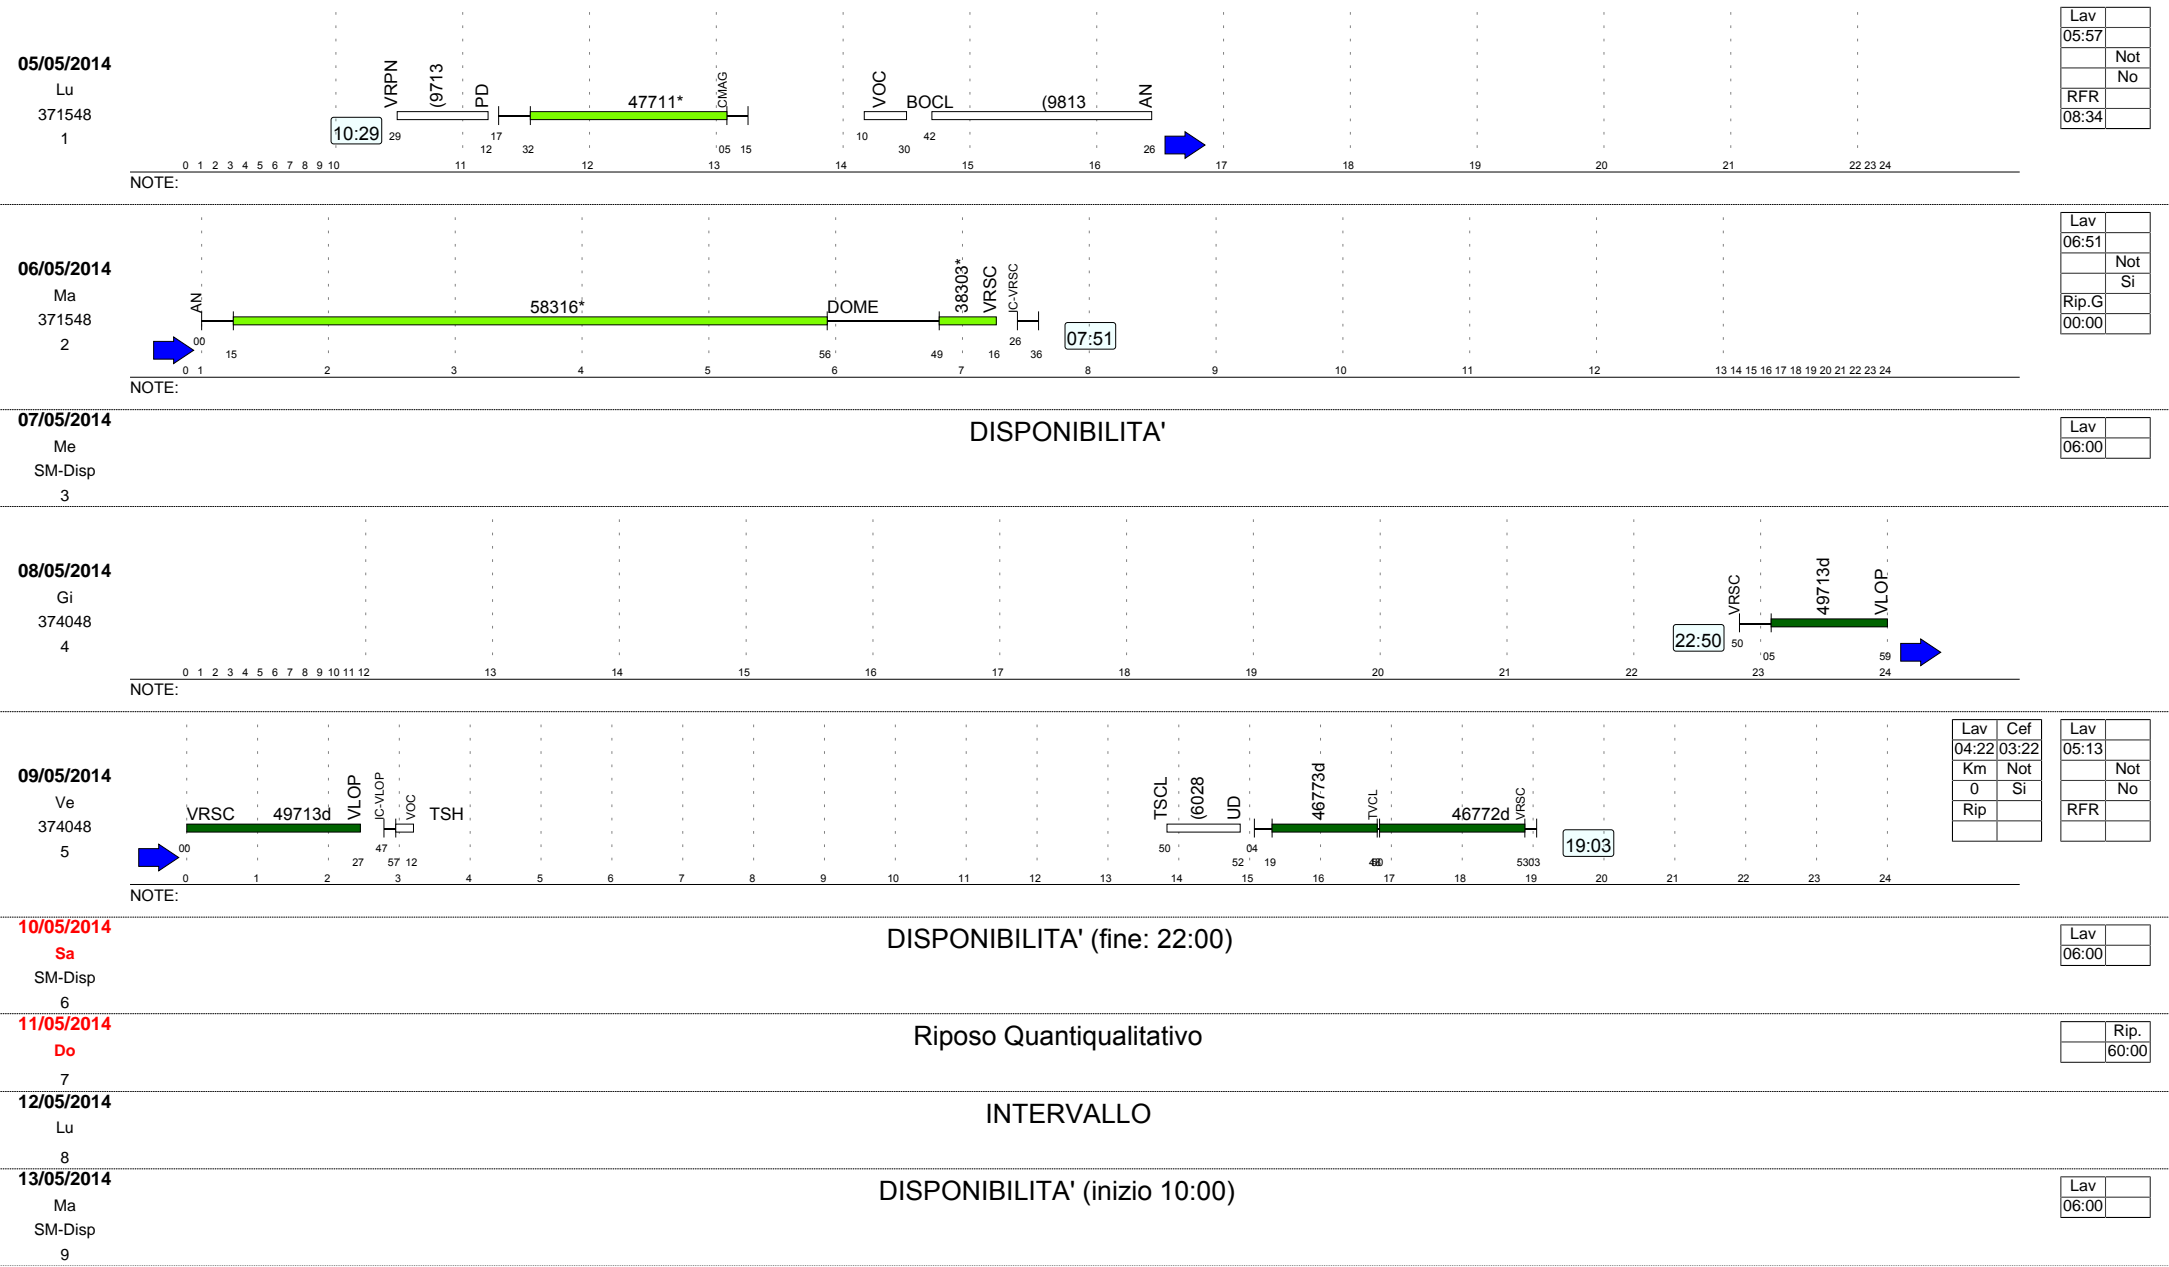 05/05/2014
Lu
371548
1
VRPN (9713 PD 47711* CMAG VOC BOCL (9813 AN
10:29 29 12 17 32 05 15 10 30 42 26
0 1 2 3 4 5 6 7 8 9 10 11 12 13 14 15 16 17 18 19 20 21 22 23 24
NOTE:
Lav
05:57
Not
No
RFR
08:34
06/05/2014
Ma
371548
2
AN 58316* DOME 38303* VRSC IC-VRSC
00 15 56 49 16 26 36 07:51
0 1 2 3 4 5 6 7 8 9 10 11 12 13 14 15 16 17 18 19 20 21 22 23 24
NOTE:
Lav
06:51
Not
Si
Rip.G
00:00
07/05/2014
Me
SM-Disp
3
DISPONIBILITA'
Lav
06:00
08/05/2014
Gi
374048
4
VRSC 49713d VLOP
22:50 50 05 59
0 1 2 3 4 5 6 7 8 9 10 11 12 13 14 15 16 17 18 19 20 21 22 23 24
NOTE:
09/05/2014
Ve
374048
5
VRSC 49713d VLOP IC-VLOP VOC TSH TSCL (6028 UD 46773d TVCL 46772d VRSC
00 27 47 57 12 50 52 04 19 50 53 03 19:03
0 1 2 3 4 5 6 7 8 9 10 11 12 13 14 15 16 17 18 19 20 21 22 23 24
NOTE:
Lav Cef
04:22 03:22
Km Not
0 Si
Rip
Lav
05:13
Not
No
RFR
10/05/2014
Sa
SM-Disp
6
DISPONIBILITA' (fine: 22:00)
Lav
06:00
11/05/2014
Do
7
Riposo Quantiqualitativo
Rip.
60:00
12/05/2014
Lu
8
INTERVALLO
13/05/2014
Ma
SM-Disp
9
DISPONIBILITA' (inizio 10:00)
Lav
06:00